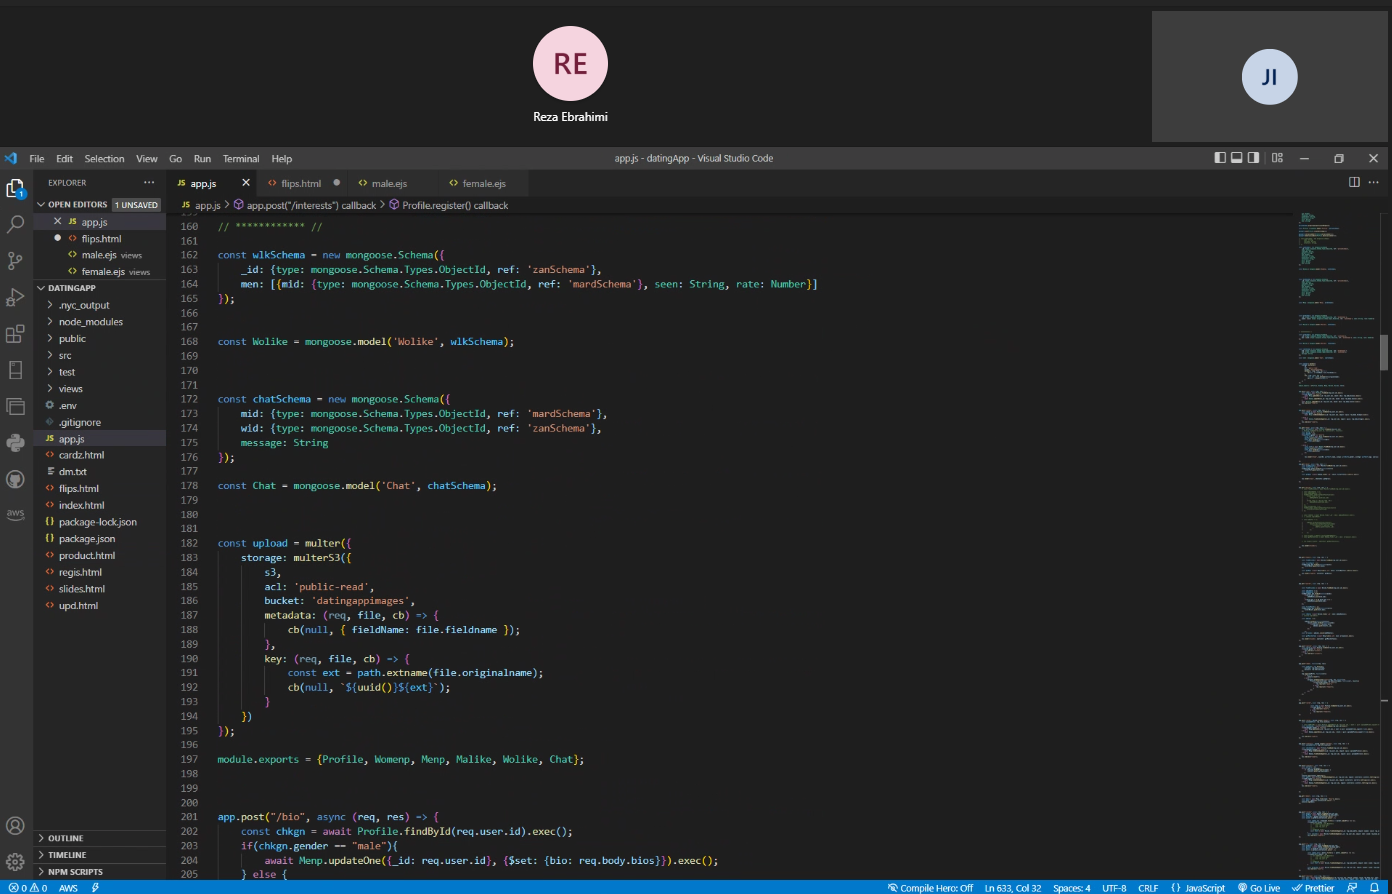 RE
Reza Ebrahimi
JI
File Edit Selection View Go Run Terminal Help
app.js - datingApp - Visual Studio Code
EXPLORER
JS app.js
<> flips.html
<> male.ejs
<> female.ejs
JS app.js > app.post("/interests") callback > Profile.register() callback
OPEN EDITORS 1 UNSAVED
JS app.js
<> flips.html
<> male.ejs views
<> female.ejs views
DATINGAPP
.nyc_output
node_modules
public
src
test
views
.env
.gitignore
JS app.js
<> cardz.html
dm.txt
<> flips.html
<> index.html
{} package-lock.json
{} package.json
<> product.html
<> regis.html
<> slides.html
<> upd.html
OUTLINE
TIMELINE
NPM SCRIPTS
1
aws
160 // ************ //
161
162 const wlkSchema = new mongoose.Schema({
163 _id: {type: mongoose.Schema.Types.ObjectId, ref: 'zanSchema'},
164 men: [{mid: {type: mongoose.Schema.Types.ObjectId, ref: 'mardSchema'}, seen: String, rate: Number}]
165 });
166
167
168 const Wolike = mongoose.model('Wolike', wlkSchema);
169
170
171
172 const chatSchema = new mongoose.Schema({
173 mid: {type: mongoose.Schema.Types.ObjectId, ref: 'mardSchema'},
174 wid: {type: mongoose.Schema.Types.ObjectId, ref: 'zanSchema'},
175 message: String
176 });
177
178 const Chat = mongoose.model('Chat', chatSchema);
179
180
181
182 const upload = multer({
183 storage: multerS3({
184 s3,
185 acl: 'public-read',
186 bucket: 'datingappimages',
187 metadata: (req, file, cb) => {
188 cb(null, { fieldName: file.fieldname });
189 },
190 key: (req, file, cb) => {
191 const ext = path.extname(file.originalname);
192 cb(null, `${uuid()}${ext}`);
193 }
194 })
195 });
196
197 module.exports = {Profile, Womenp, Menp, Malike, Wolike, Chat};
198
199
200
201 app.post("/bio", async (req, res) => {
202 const chkgn = await Profile.findById(req.user.id).exec();
203 if(chkgn.gender == "male"){
204 await Menp.updateOne({_id: req.user.id}, {$set: {bio: req.body.bios}}).exec();
205 } else {
0 0 AWS
Compile Hero: Off Ln 633, Col 32 Spaces: 4 UTF-8 CRLF {} JavaScript Go Live Prettier